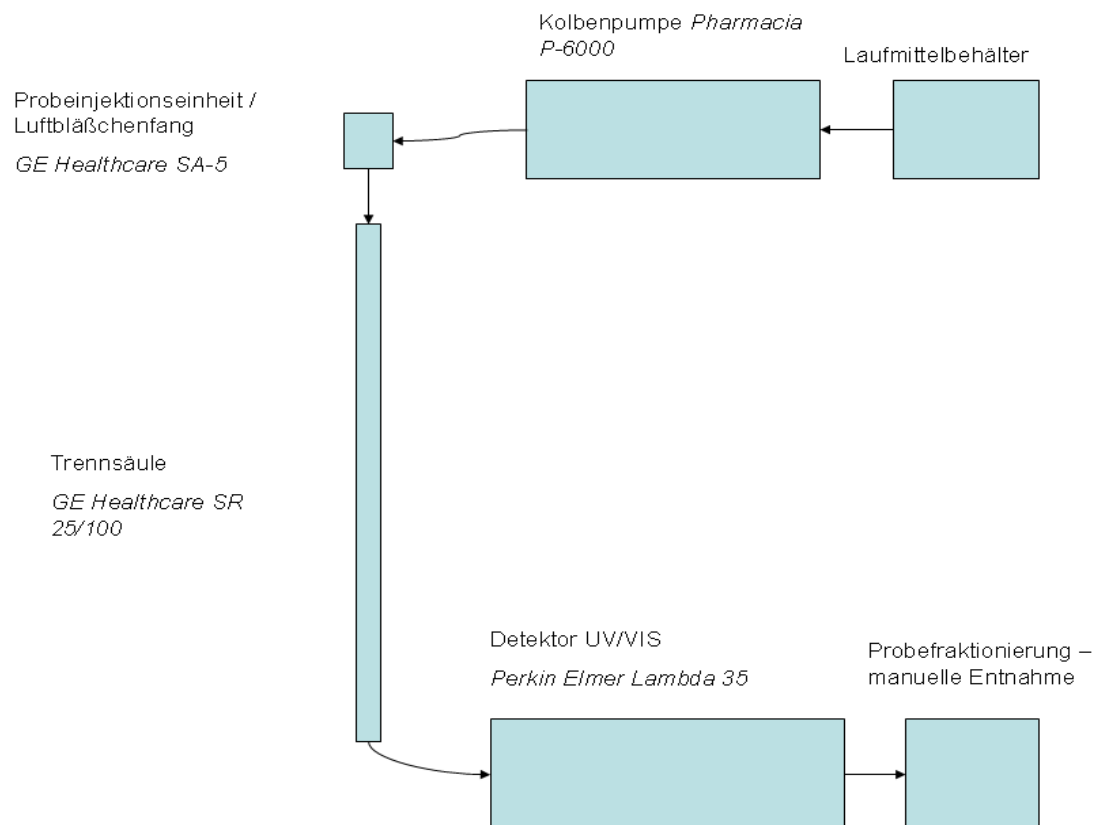 Kolbenpumpe Pharmacia
P-6000
Laufmittelbehälter
Probeinjektionseinheit /
Luftbläßchenfang
GE Healthcare SA-5
Trennsäule
GE Healthcare SR
25/100
Detektor UV/VIS
Perkin Elmer Lambda 35
Probefraktionierung –
manuelle Entnahme